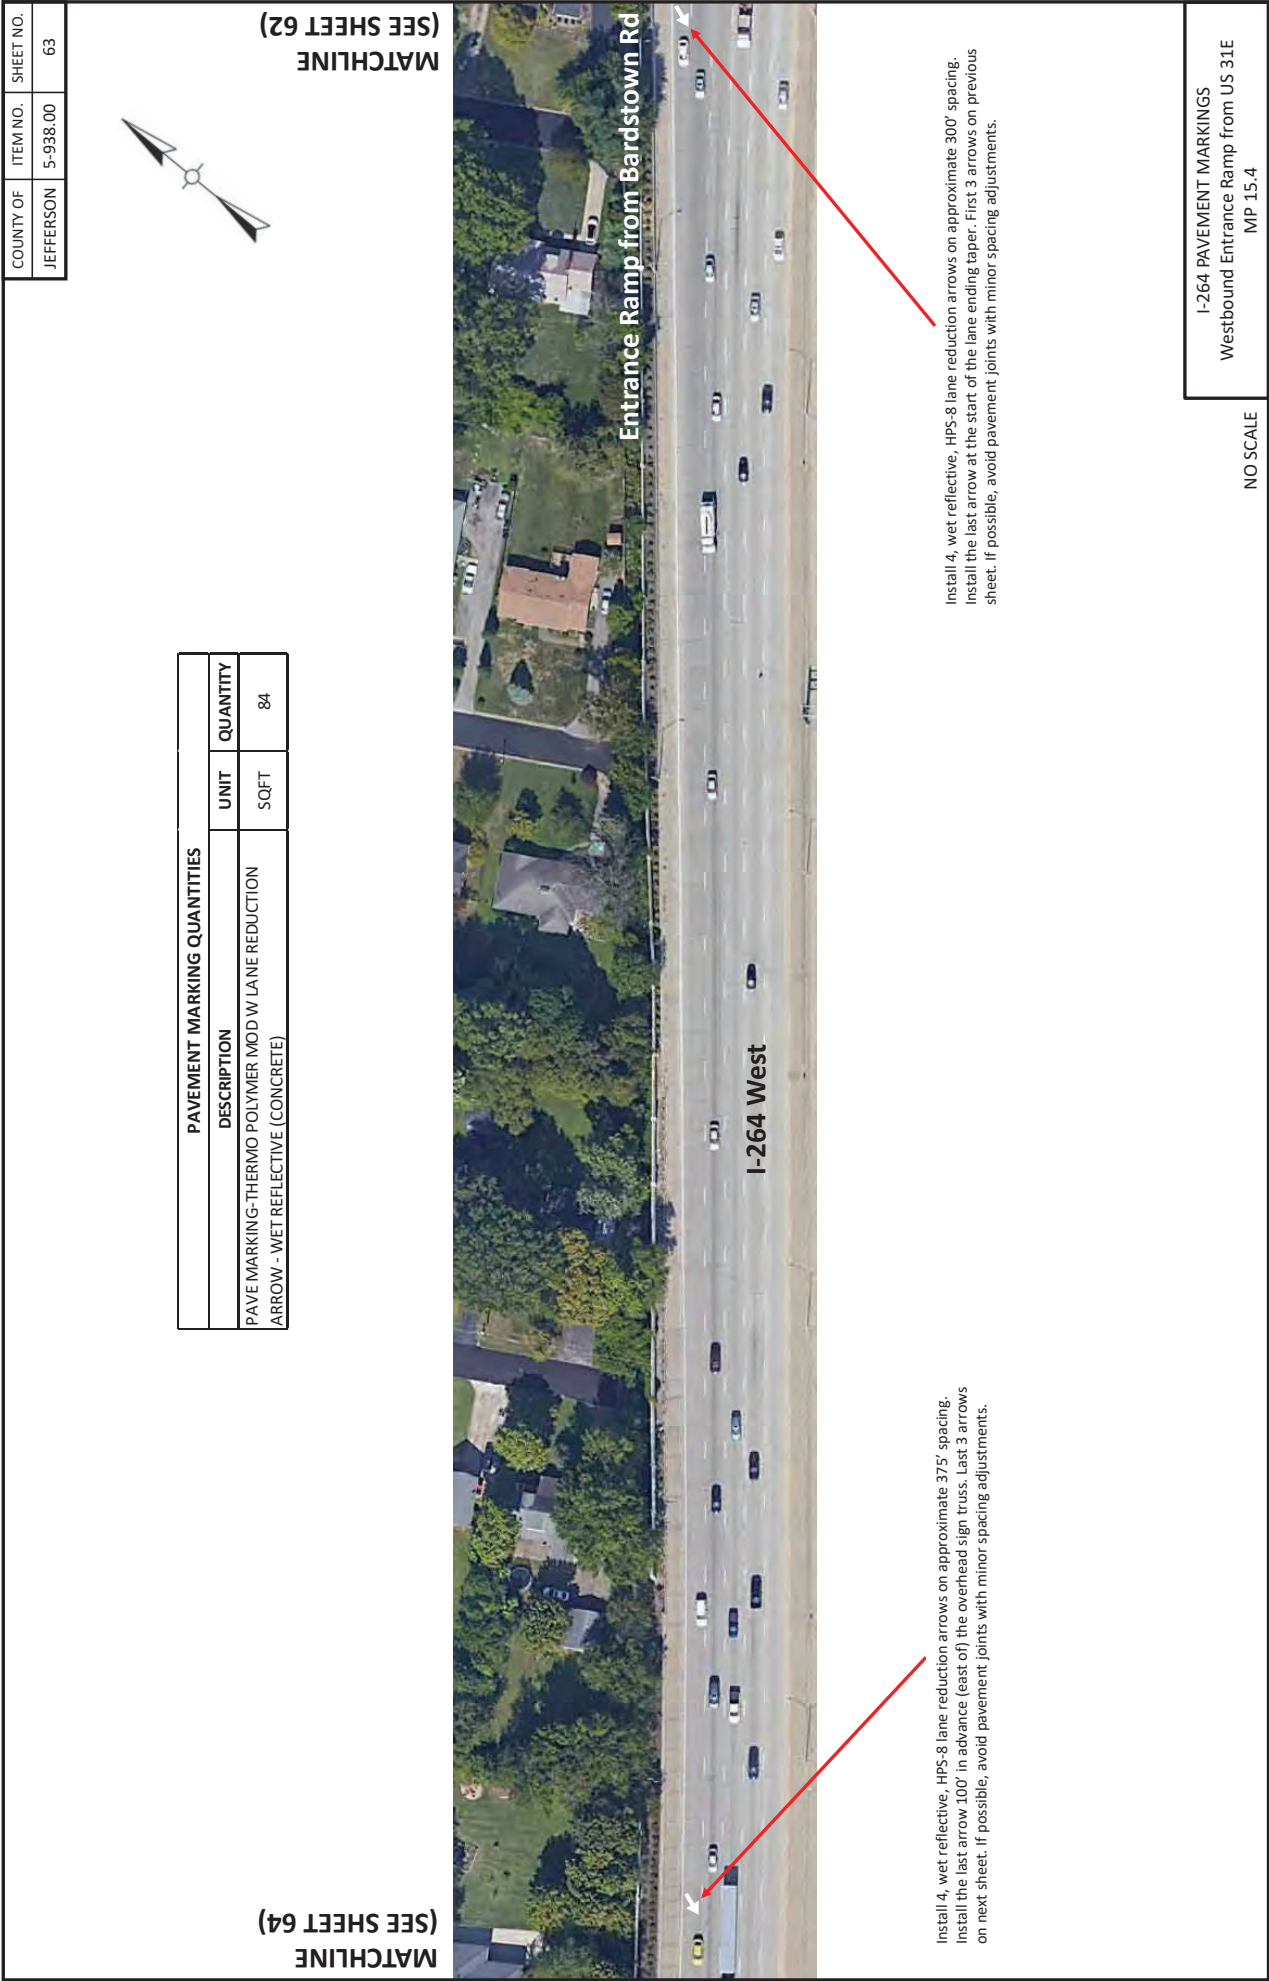 COUNTY OF ITEM NO. SHEET NO.
JEFFERSON 5-938.00 63
MATCHLINE
(SEE SHEET 64)
MATCHLINE
(SEE SHEET 62)
PAVEMENT MARKING QUANTITIES
DESCRIPTION UNIT QUANTITY
PAVE MARKING-THERMO POLYMER MOD W LANE REDUCTION
ARROW - WET REFLECTIVE (CONCRETE) SQFT 84
Entrance Ramp from Bardstown Rd
I-264 West
Install 4, wet reflective, HPS-8 lane reduction arrows on approximate 375' spacing.
Install the last arrow 100' in advance (east of) the overhead sign truss. Last 3 arrows
on next sheet. If possible, avoid pavement joints with minor spacing adjustments.
Install 4, wet reflective, HPS-8 lane reduction arrows on approximate 300' spacing.
Install the last arrow at the start of the lane ending taper. First 3 arrows on previous
sheet. If possible, avoid pavement joints with minor spacing adjustments.
NO SCALE
I-264 PAVEMENT MARKINGS
Westbound Entrance Ramp from US 31E
MP 15.4